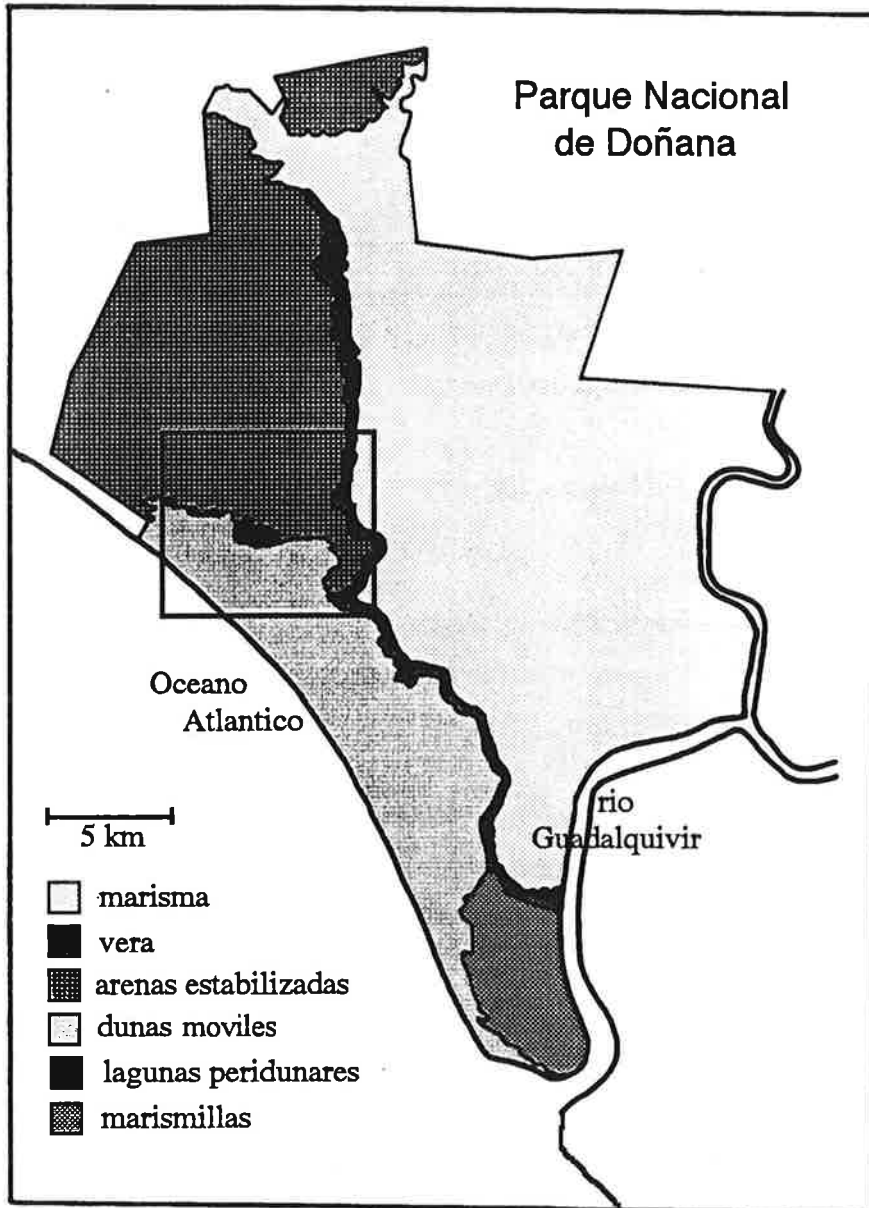 Parque Nacional
de Doñana
Oceano
Atlantico
rio
Guadalquivir
5 km
marisma
vera
arenas estabilizadas
dunas moviles
lagunas peridunares
marismillas